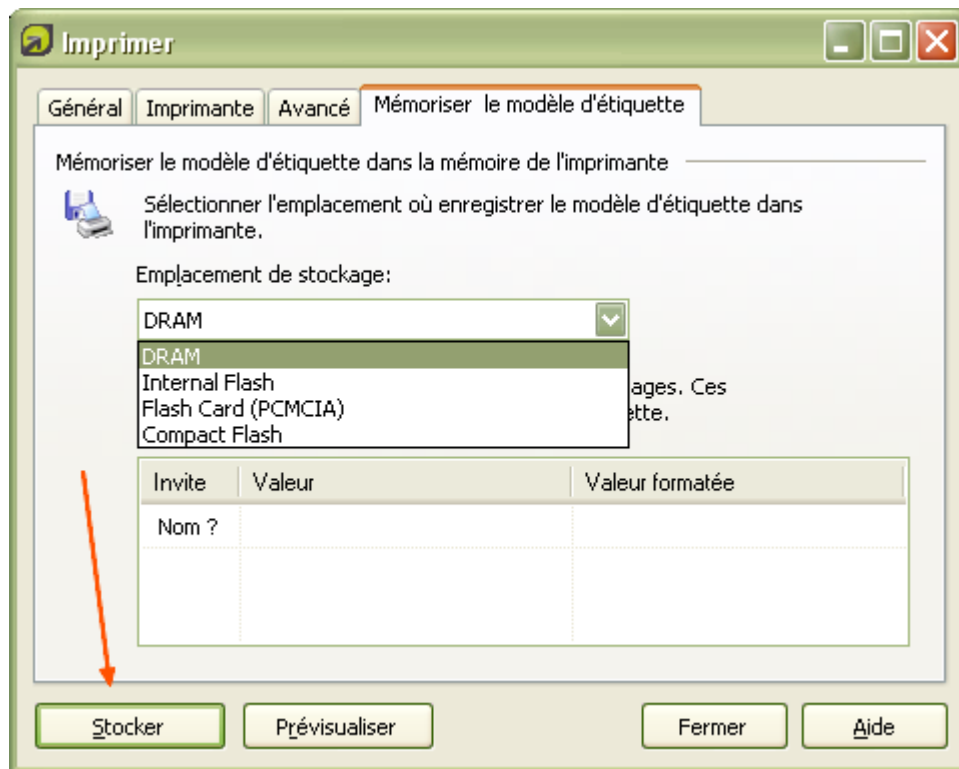 Imprimer
Général Imprimante Avancé Mémoriser le modèle d'étiquette
Mémoriser le modèle d'étiquette dans la mémoire de l'imprimante
Sélectionner l'emplacement où enregistrer le modèle d'étiquette dans
l'imprimante.
Emplacement de stockage:
DRAM
DRAM
Internal Flash
Flash Card (PCMCIA)
Compact Flash
ages. Ces
ette.
Invite Valeur Valeur formatée
Nom ?
Stocker Prévisualiser Fermer Aide